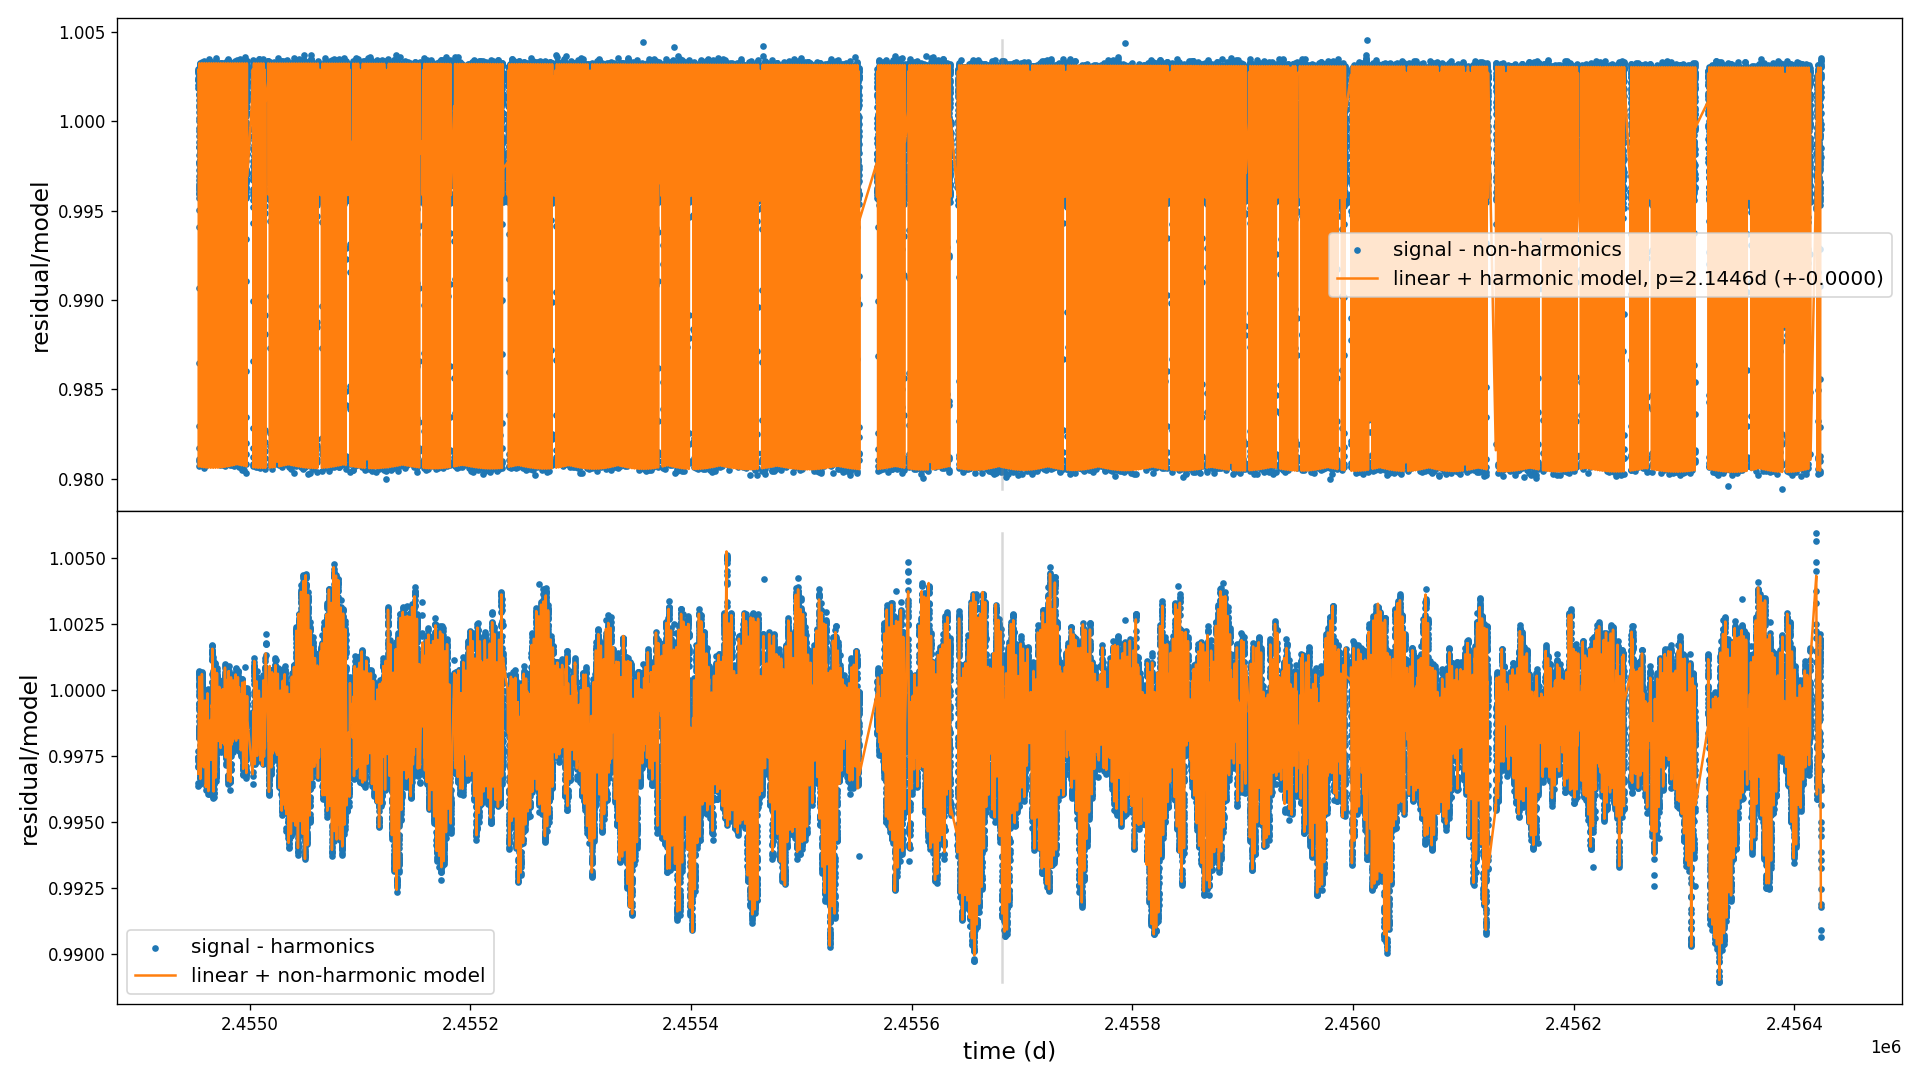 1.005
1.000
0.995
0.990
0.985
0.980
residual/model
signal - non-harmonics
linear + harmonic model, p=2.1446d (+-0.0000)
1.0050
1.0025
1.0000
0.9975
0.9950
0.9925
0.9900
residual/model
signal - harmonics
linear + non-harmonic model
2.4550 2.4552 2.4554 2.4556 2.4558 2.4560 2.4562 2.4564
1e6
time (d)